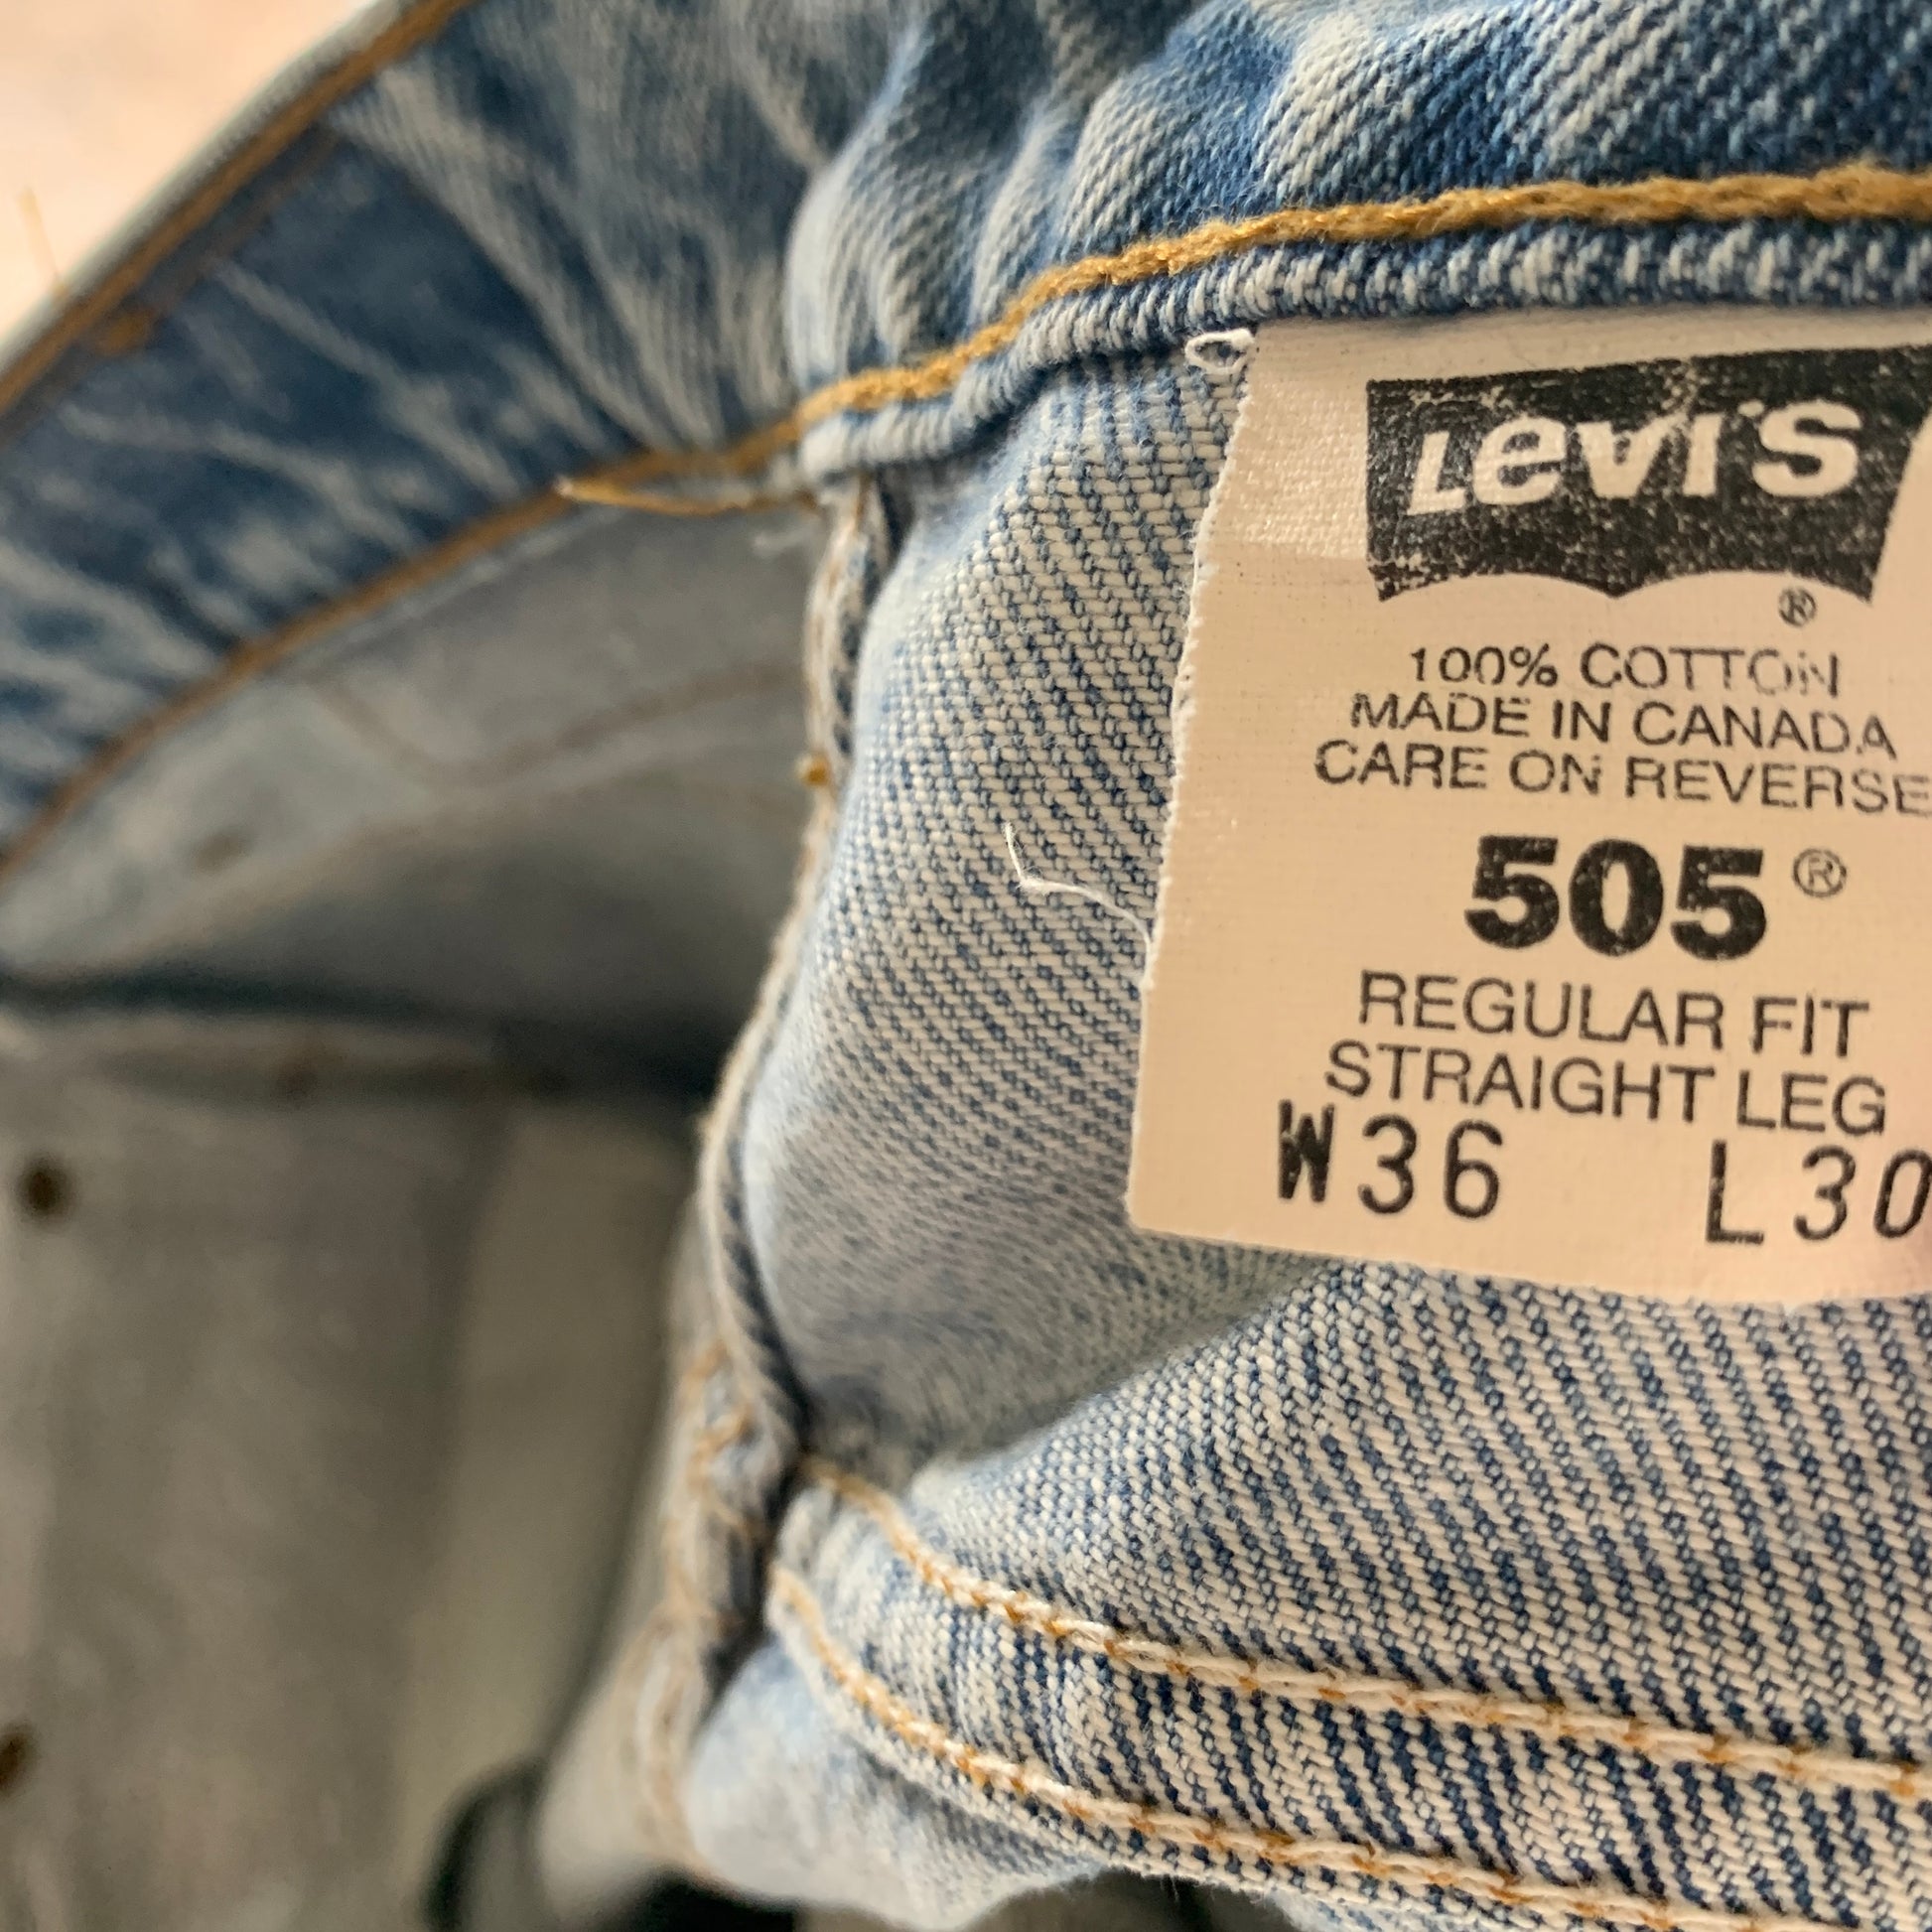 LEVI'S
®
100% COTTON
MADE IN CANADA
CARE ON REVERSE
505®
REGULAR FIT
STRAIGHT LEG
W36 L30